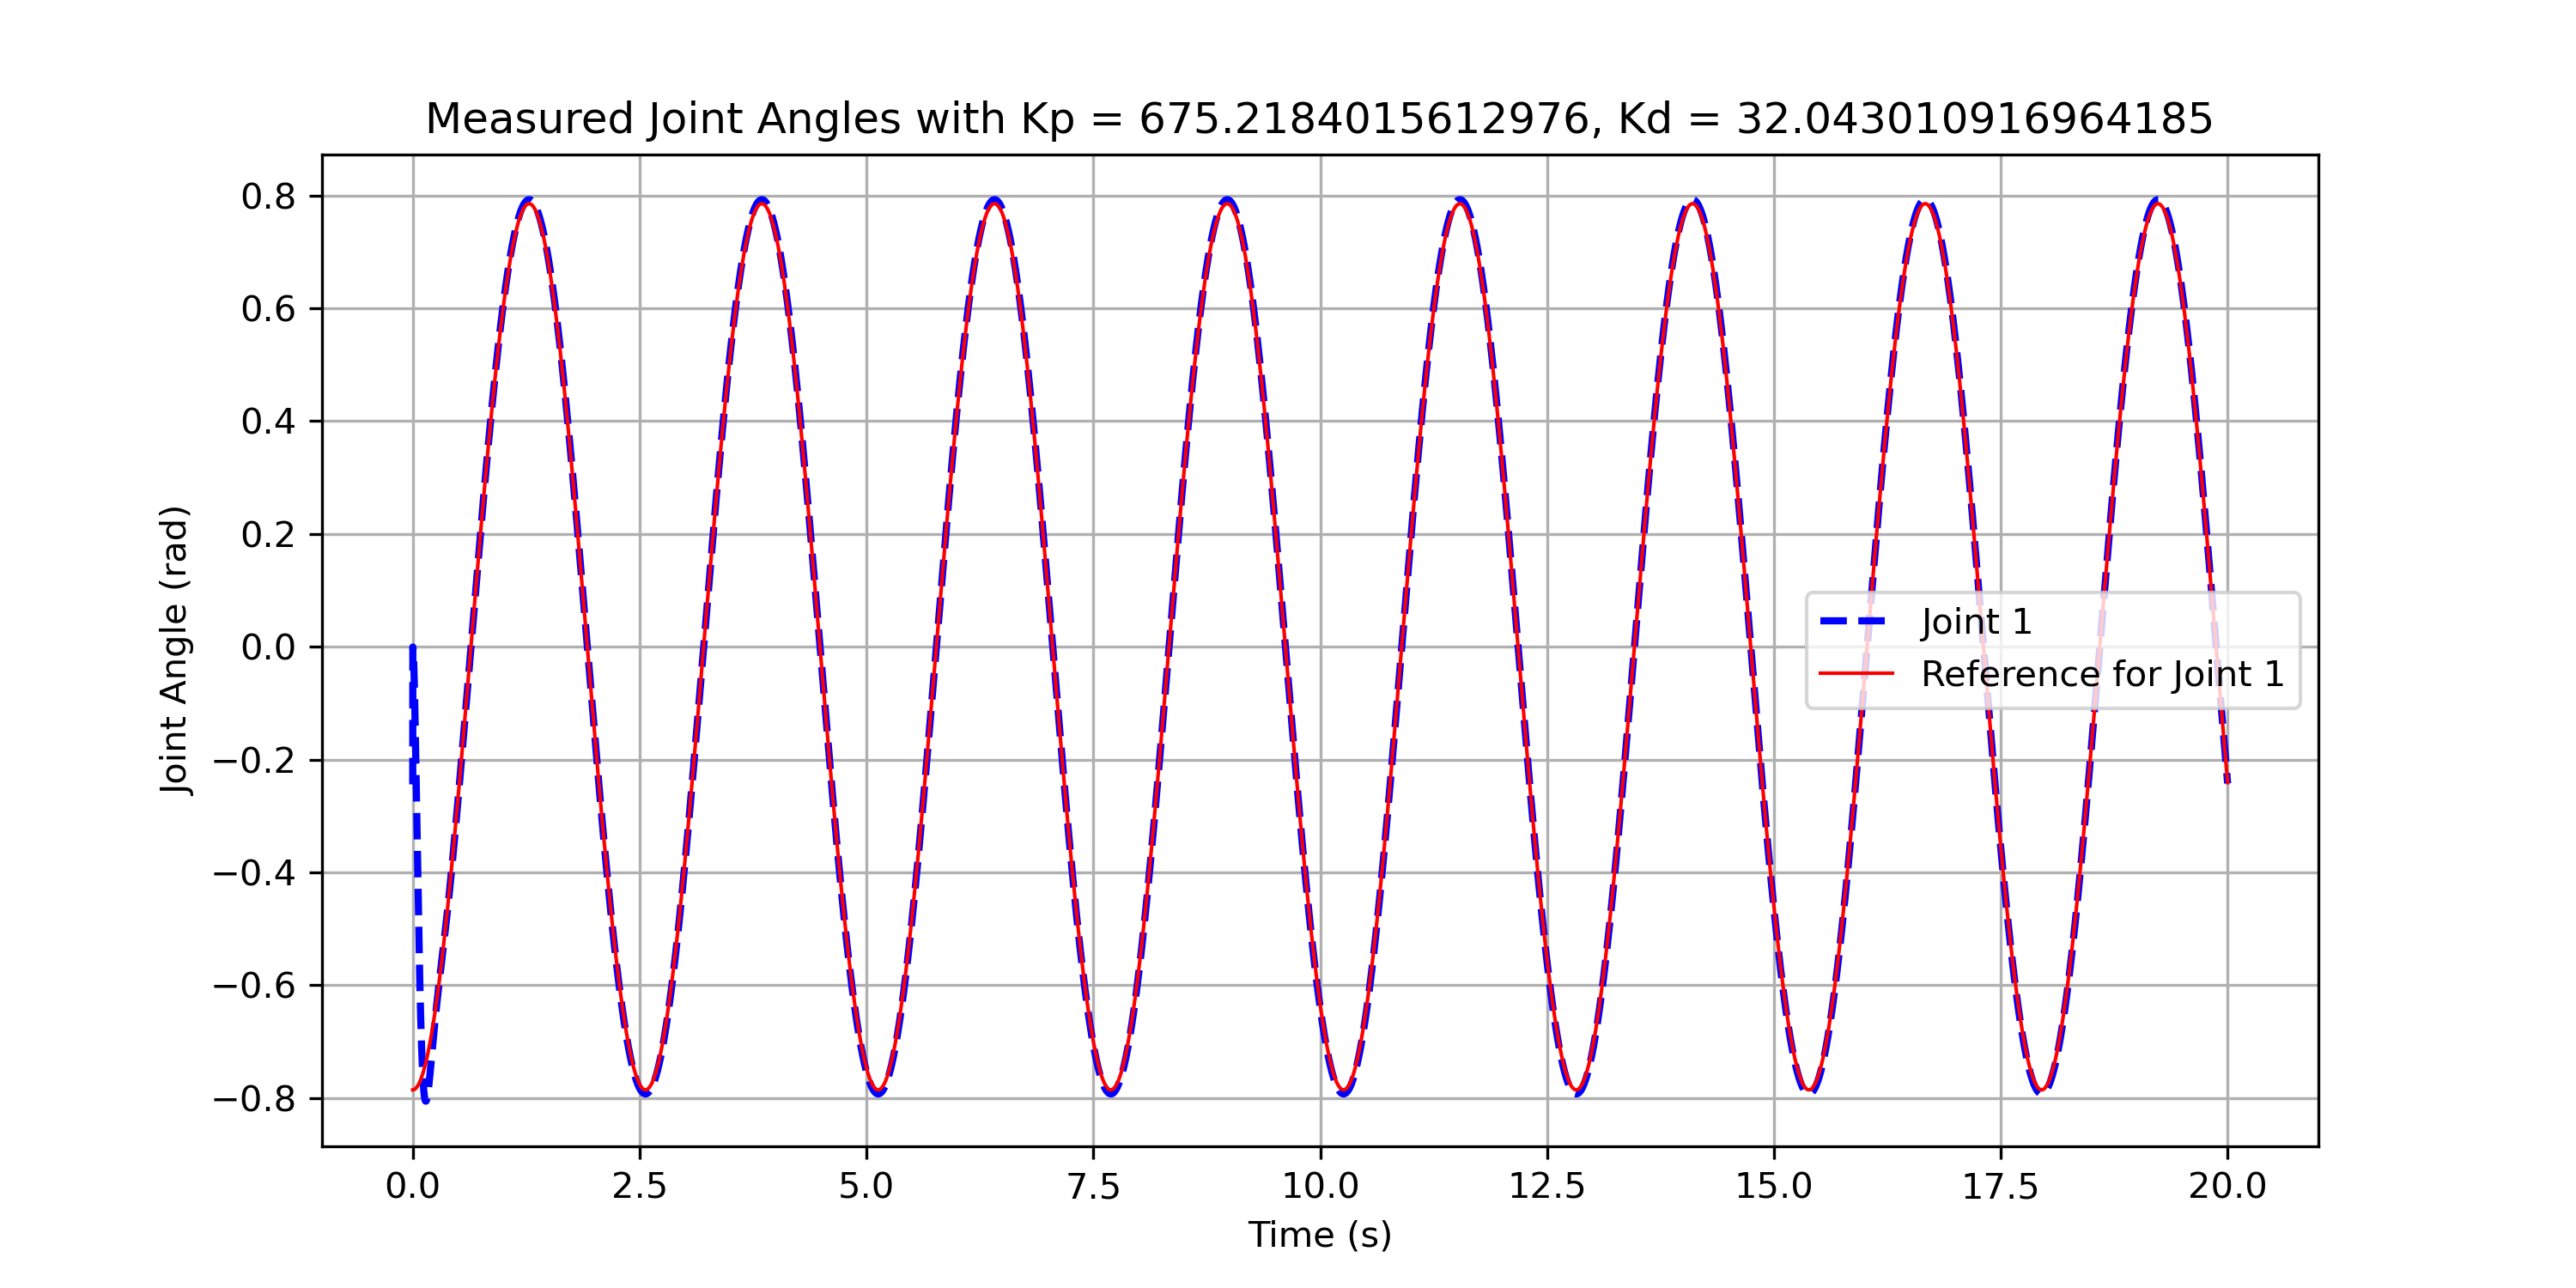 Measured Joint Angles with Kp = 675.2184015612976, Kd = 32.043010916964185
0.8
0.6
0.4
0.2
0.0
−0.2
−0.4
−0.6
−0.8
Joint Angle (rad)
Joint 1
Reference for Joint 1
0.0 2.5 5.0 7.5 10.0 12.5 15.0 17.5 20.0
Time (s)